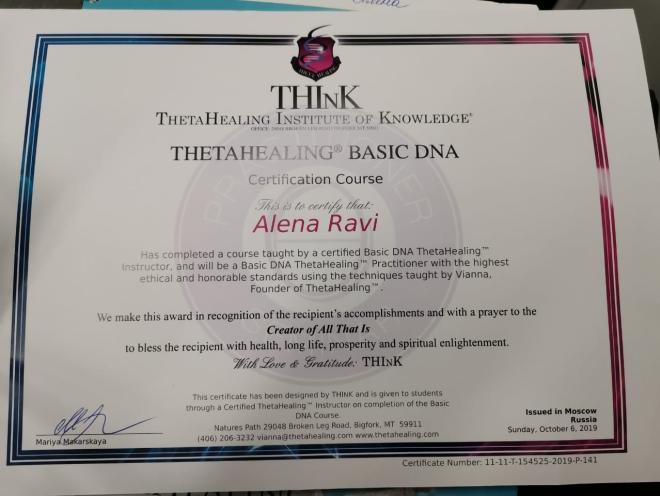 THETA HEALING
THInK
THETAHEALING INSTITUTE OF KNOWLEDGE®
THETAHEALING® BASIC DNA
Certification Course
This is to certify that:
Alena Ravi
Has completed a course taught by a certified Basic DNA ThetaHealing™
Instructor, and will be a Basic DNA ThetaHealing™ Practitioner with the highest
ethical and honorable standards using the techniques taught by Vianna,
Founder of ThetaHealing™.
We make this award in recognition of the recipient's accomplishments and with a prayer to the
Creator of All That Is
to bless the recipient with health, long life, prosperity and spiritual enlightenment.
With Love & Gratitude: THInK
This certificate has been designed by THINK and is given to students
through a Certified ThetaHealing™ Instructor on completion of the Basic
DNA Course.
Natures Path 29048 Broken Leg Road, Bigfork, MT 59911
(406) 206-3232 vianna@thetahealing.com www.thetahealing.com
Mariya Makarskaya
Issued in Moscow
Russia
Sunday, October 6, 2019
Certificate Number: 11-11-T-154525-2019-P-141